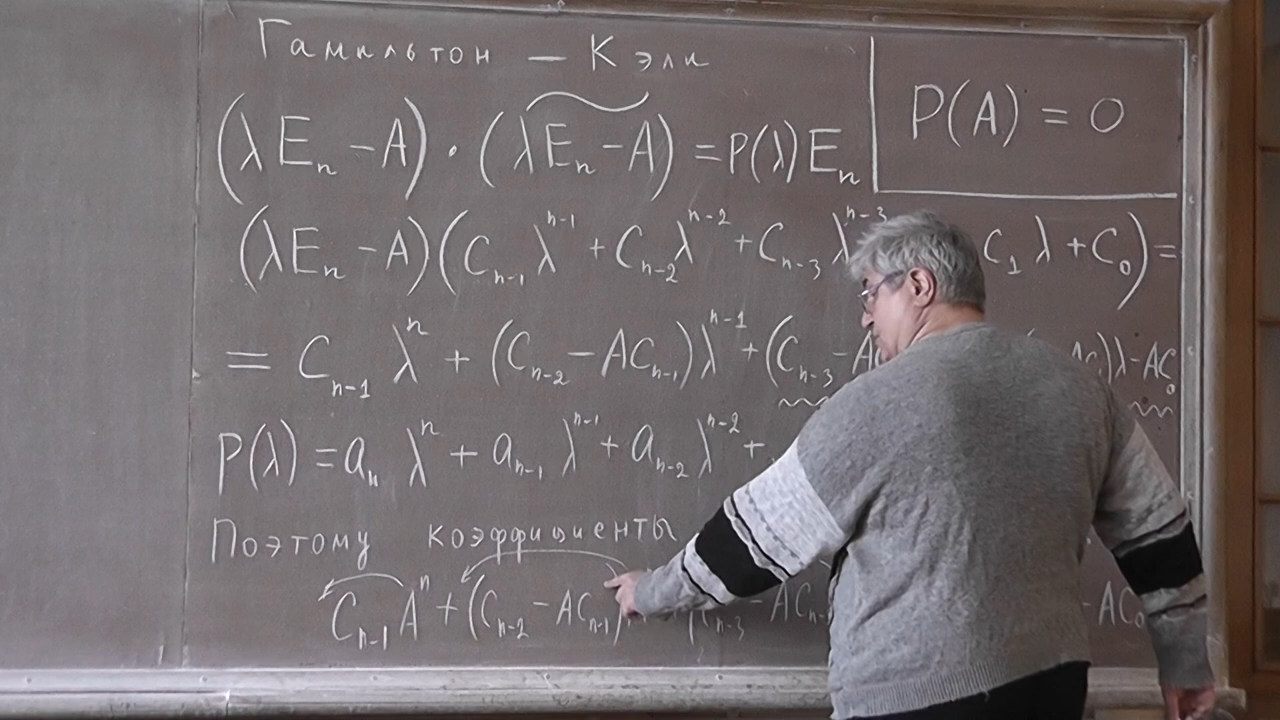 Гамильтон — Кэли
P(A) = 0
(λEₙ − A) · (λEₙ − A)͠ = P(λ)Eₙ
(λEₙ − A)(Cₙ₋₁λⁿ⁻¹ + Cₙ₋₂λⁿ⁻² + Cₙ₋₃λⁿ⁻³ C₁λ + C₀) =
= Cₙ₋₁λⁿ + (Cₙ₋₂ − ACₙ₋₁)λⁿ⁻¹ + (Cₙ₋₃ − AC )λ − AC₀
P(λ) = aₙλⁿ + aₙ₋₁λⁿ⁻¹ + aₙ₋₂λⁿ⁻² +
Поэтому коэффициенты
Cₙ₋₁Aⁿ + (Cₙ₋₂ − ACₙ₋₁) (Cₙ₋₃ − ACₙ₋ − AC₀